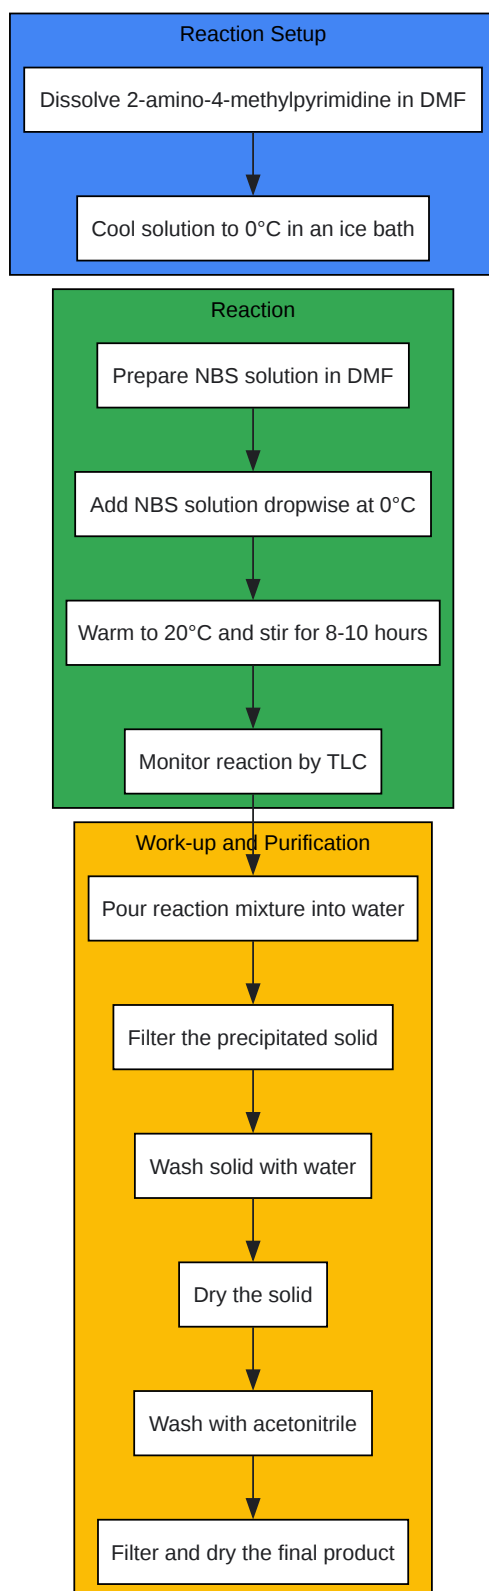 Reaction Setup
Dissolve 2-amino-4-methylpyrimidine in DMF
Cool solution to 0°C in an ice bath
Reaction
Prepare NBS solution in DMF
Add NBS solution dropwise at 0°C
Warm to 20°C and stir for 8-10 hours
Monitor reaction by TLC
Work-up and Purification
Pour reaction mixture into water
Filter the precipitated solid
Wash solid with water
Dry the solid
Wash with acetonitrile
Filter and dry the final product